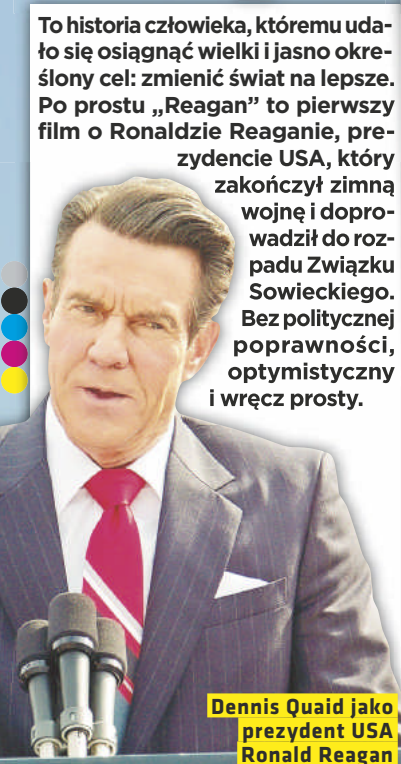 To historia człowieka, któremu uda-
ło się osiągnąć wielki i jasno okre-
ślony cel: zmienić świat na lepsze.
Po prostu „Reagan” to pierwszy
film o Ronaldzie Reaganie, pre-
zydencie USA, który
zakończył zimną
wojnę i dopro-
wadził do roz-
padu Związku
Sowieckiego.
Bez politycznej
poprawności,
optymistyczny
i wręcz prosty.
Dennis Quaid jako
prezydent USA
Ronald Reagan